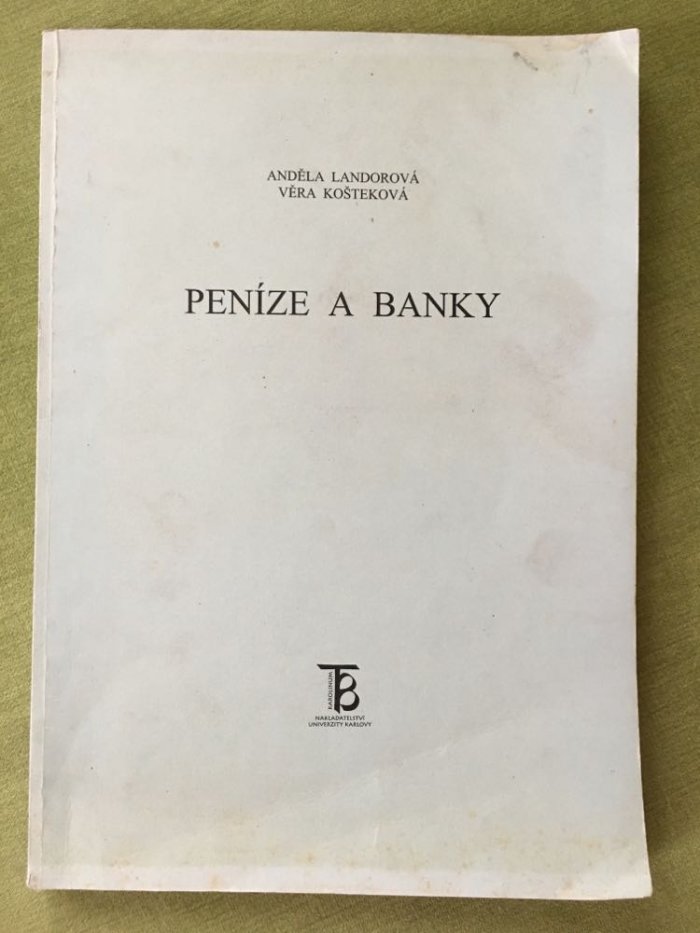 ANDĚLA LANDOROVÁ
VĚRA KOŠTEKOVÁ
PENÍZE A BANKY
KAROLINUM
NAKLADATELSTVÍ
UNIVERZITY KARLOVY